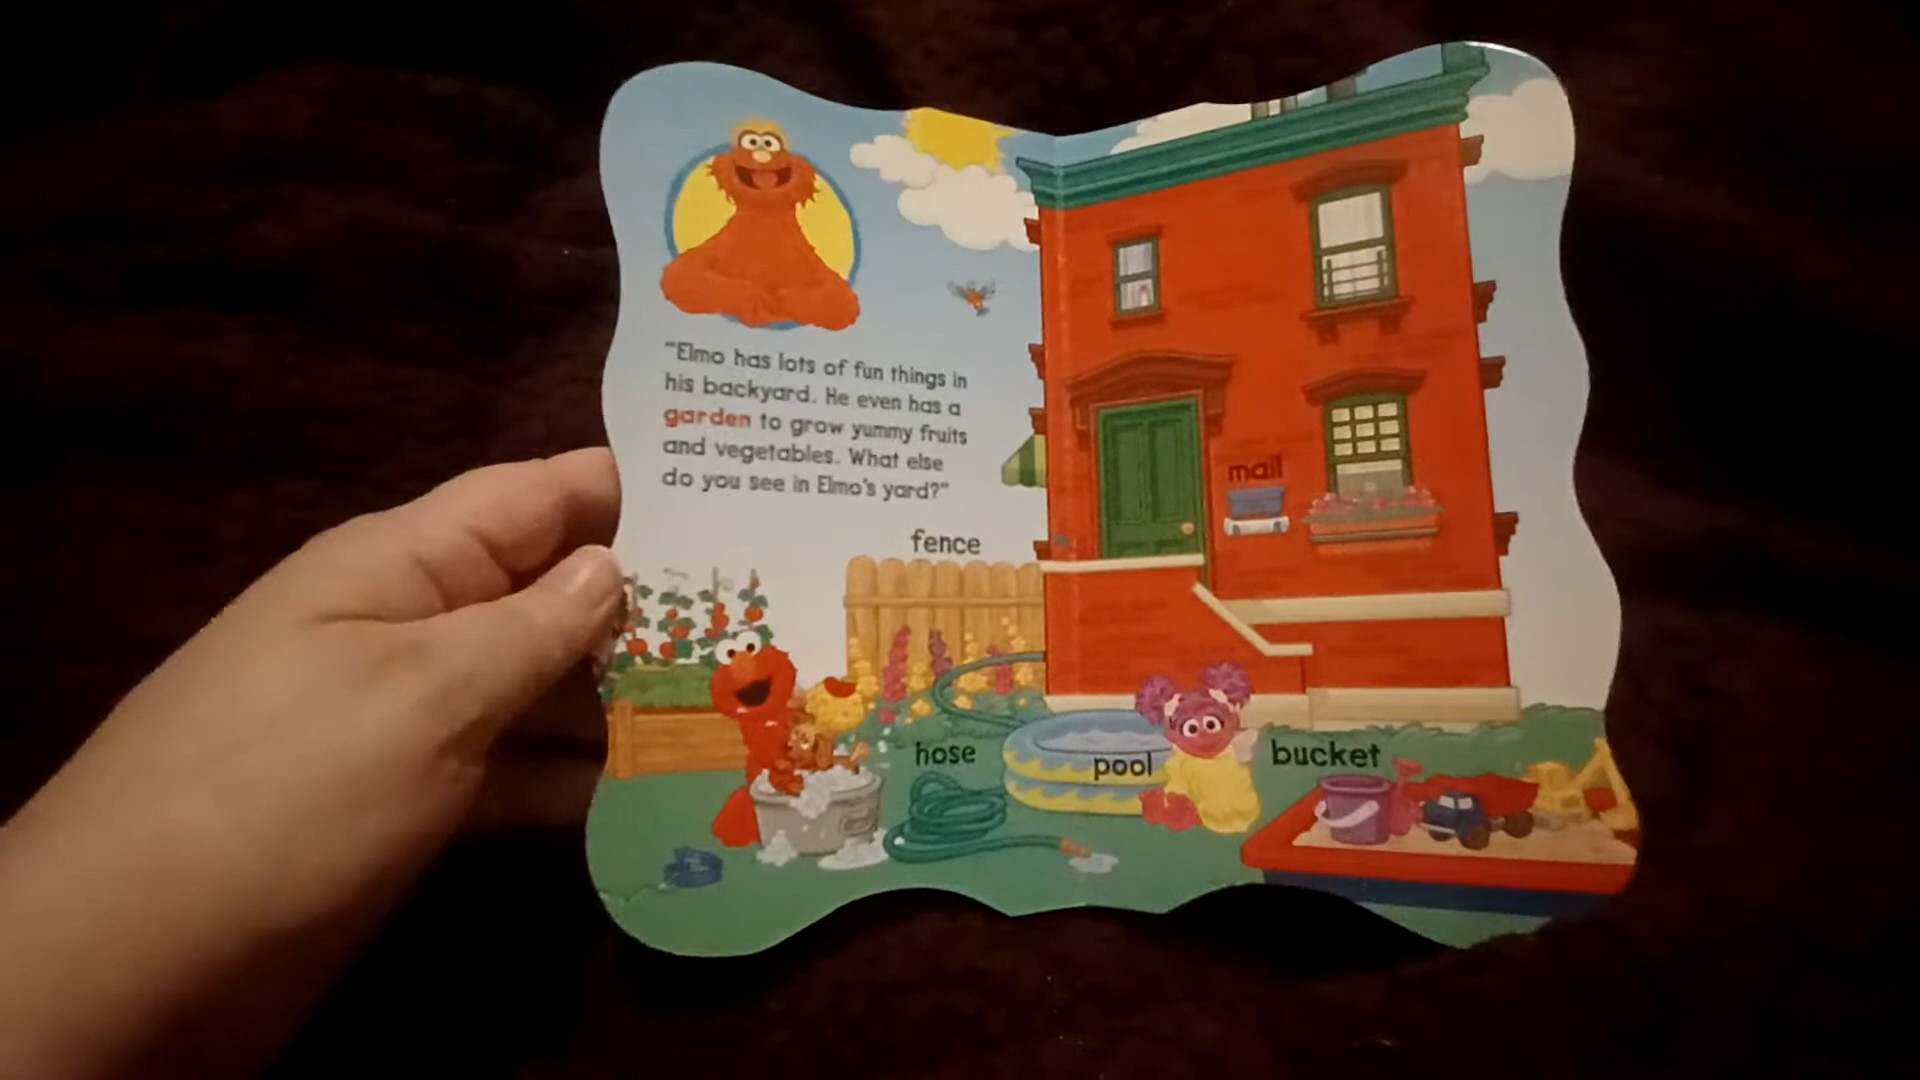 “Elmo has lots of fun things in
his backyard. He even has a
garden to grow yummy fruits
and vegetables. What else
do you see in Elmo's yard?”
fence
mail
hose
pool
bucket